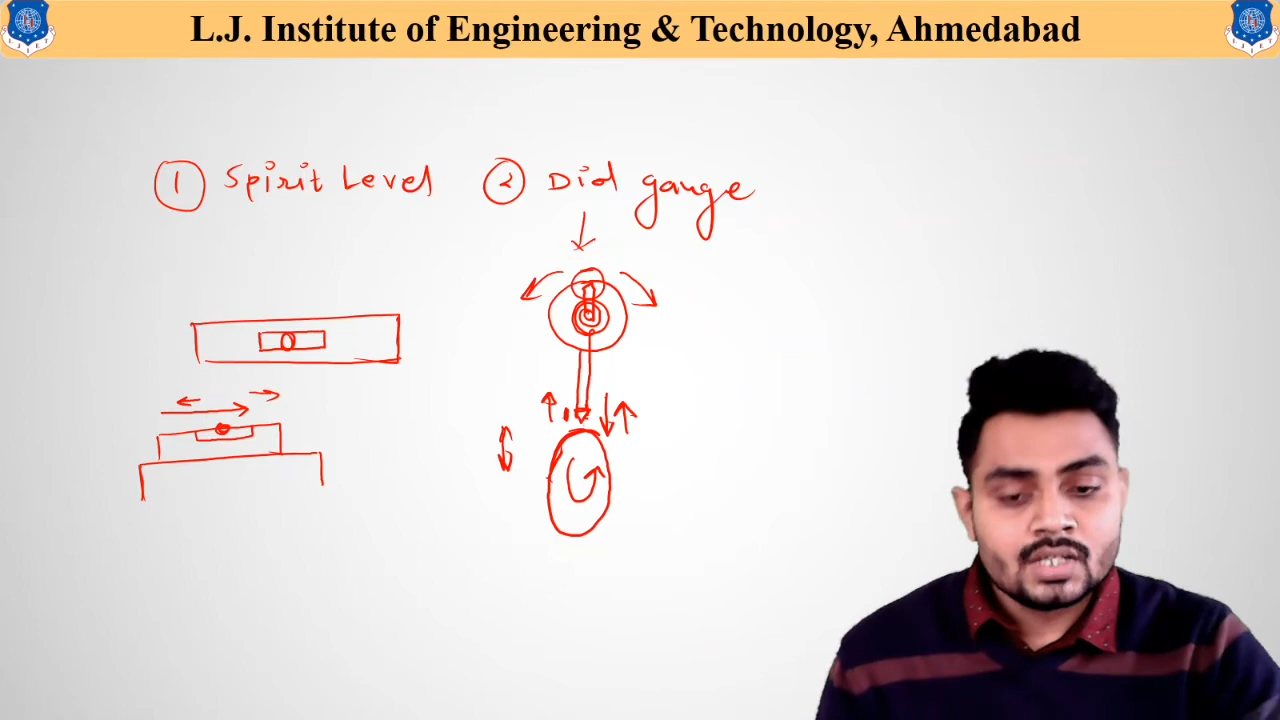 L.J. Institute of Engineering & Technology, Ahmedabad
① Spirit Level ② Dial gauge